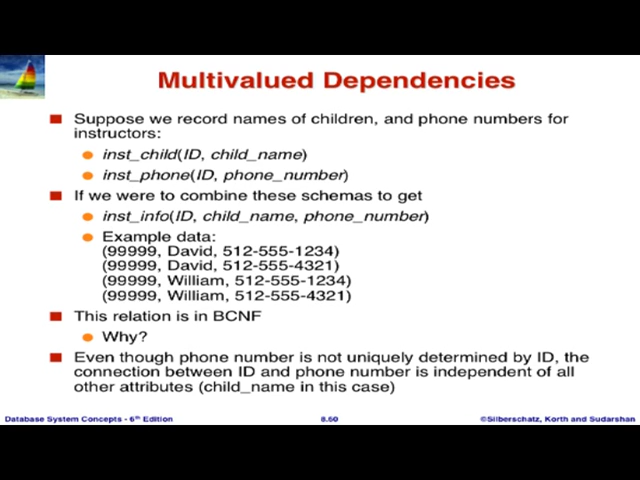 Multivalued Dependencies
Suppose we record names of children, and phone numbers for
instructors:
inst_child(ID, child_name)
inst_phone(ID, phone_number)
If we were to combine these schemas to get
inst_info(ID, child_name, phone_number)
Example data:
(99999, David, 512-555-1234)
(99999, David, 512-555-4321)
(99999, William, 512-555-1234)
(99999, William, 512-555-4321)
This relation is in BCNF
Why?
Even though phone number is not uniquely determined by ID, the
connection between ID and phone number is independent of all
other attributes (child_name in this case)
Database System Concepts - 6th Edition 8.60 ©Silberschatz, Korth and Sudarshan